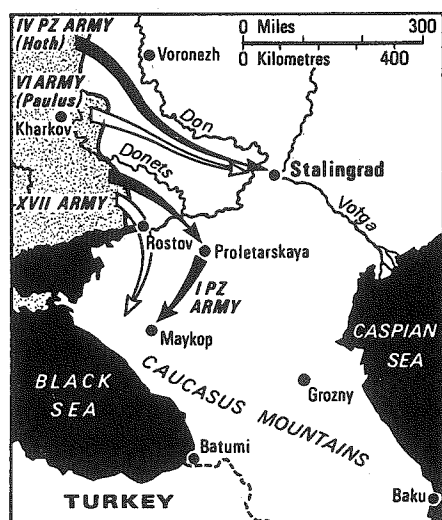 IV PZ ARMY
(Hoth)
VI ARMY
(Paulus)
Kharkov
XVII ARMY
Voronezh
0 Miles 300
0 Kilometres 400
Don
Donets
Stalingrad
Volga
Rostov
Proletarskaya
I PZ
ARMY
Maykop
CASPIAN
SEA
CAUCASUS MOUNTAINS
Grozny
BLACK
SEA
Batumi
TURKEY
Baku